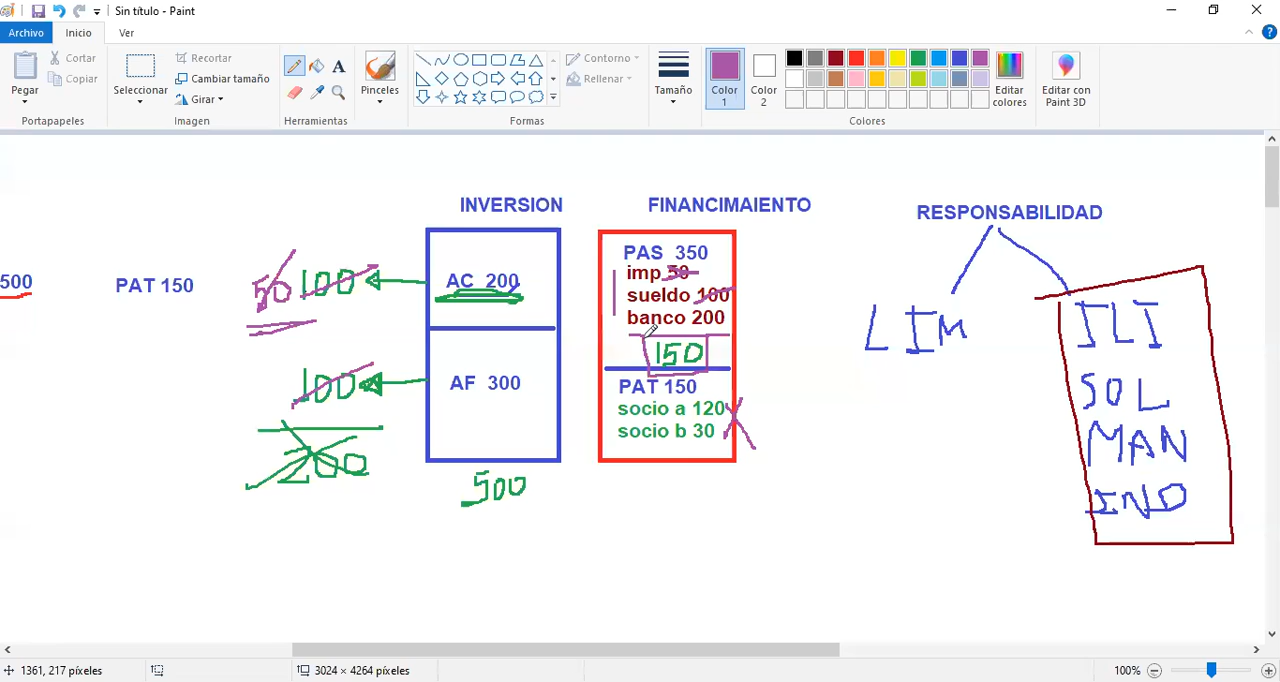 Sin título - Paint
Archivo Inicio Ver
Pegar
Cortar
Copiar
Portapapeles
Seleccionar
Recortar
Cambiar tamaño
Girar
Imagen
Herramientas
Pinceles
Contorno
Rellenar
Formas
Tamaño
Color 1
Color 2
Editar colores
Colores
Editar con Paint 3D
INVERSION FINANCIMAIENTO RESPONSABILIDAD
500 PAT 150
50 100
AC 200
100
AF 300
200
500
PAS 350
imp 50
sueldo 100
banco 200
150
PAT 150
socio a 120
socio b 30
LIM
ILI
SOL
MAN
IND
1361, 217 píxeles
3024 × 4264 píxeles
100%